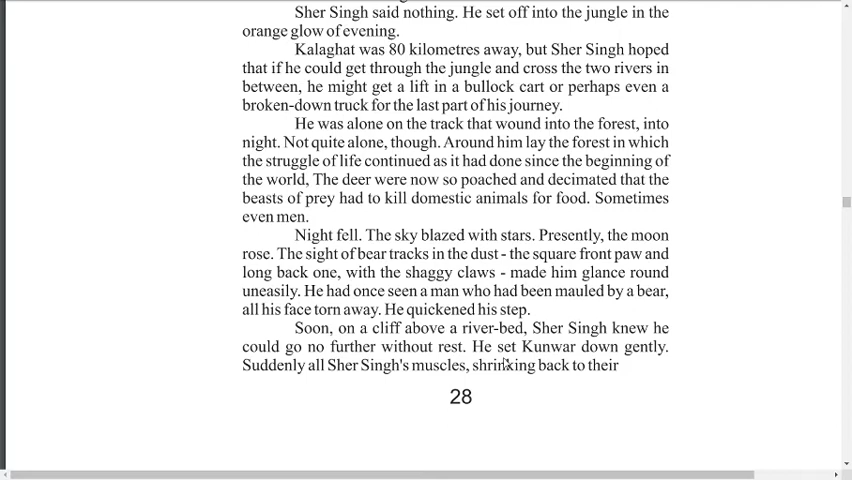 Sher Singh said nothing. He set off into the jungle in the
orange glow of evening.
Kalaghat was 80 kilometres away, but Sher Singh hoped
that if he could get through the jungle and cross the two rivers in
between, he might get a lift in a bullock cart or perhaps even a
broken-down truck for the last part of his journey.
He was alone on the track that wound into the forest, into
night. Not quite alone, though. Around him lay the forest in which
the struggle of life continued as it had done since the beginning of
the world, The deer were now so poached and decimated that the
beasts of prey had to kill domestic animals for food. Sometimes
even men.
Night fell. The sky blazed with stars. Presently, the moon
rose. The sight of bear tracks in the dust - the square front paw and
long back one, with the shaggy claws - made him glance round
uneasily. He had once seen a man who had been mauled by a bear,
all his face torn away. He quickened his step.
Soon, on a cliff above a river-bed, Sher Singh knew he
could go no further without rest. He set Kunwar down gently.
Suddenly all Sher Singh's muscles, shrinking back to their
28